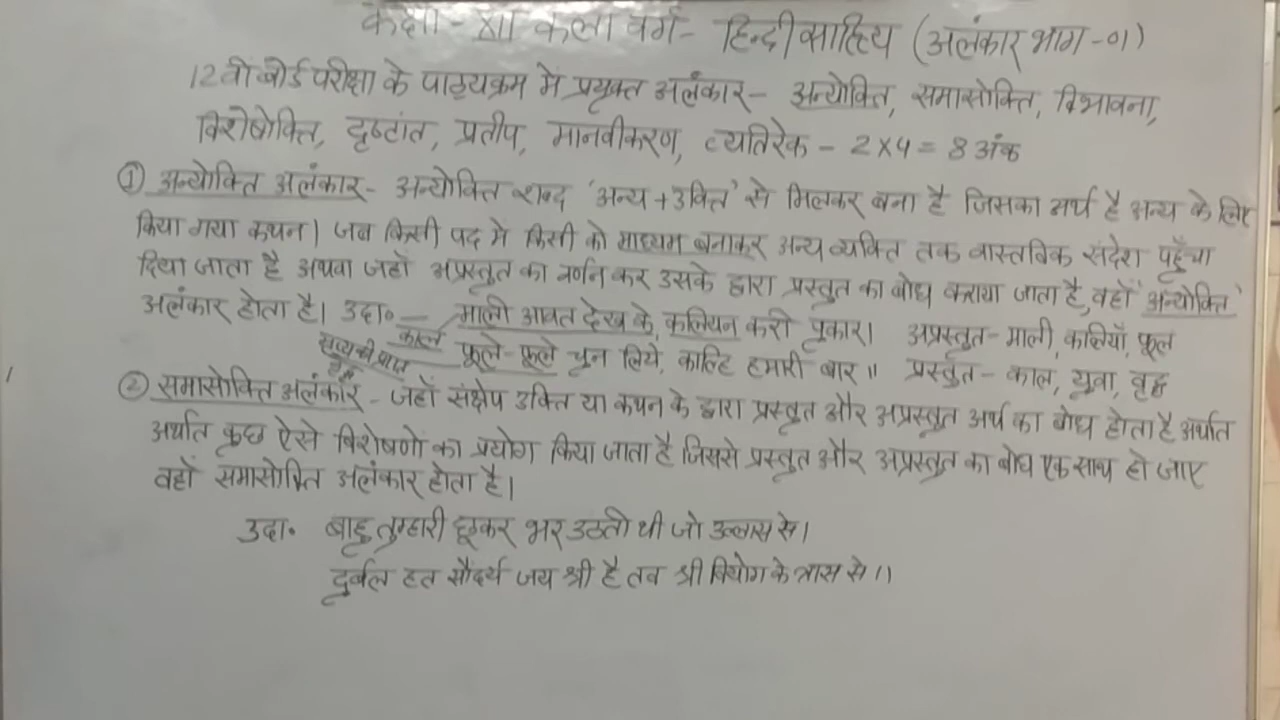 कक्षा - XII कला वर्ग - हिन्दी साहित्य (अलंकार भाग - 01)
12वी बोर्ड परीक्षा के पाठ्यक्रम में प्रयुक्त अलंकार - अन्योक्ति, समासोक्ति, विभावना,
विशेषोक्ति, दृष्टांत, प्रतीप, मानवीकरण, व्यतिरेक - 2×4 = 8 अंक
① अन्योक्ति अलंकार - अन्योक्ति शब्द 'अन्य + उक्ति' से मिलकर बना है जिसका अर्थ है अन्य के लिए
किया गया कथन। जब किसी पद में किसी को माध्यम बनाकर अन्य व्यक्ति तक वास्तविक संदेश पहुँचा
दिया जाता है अथवा जहाँ अप्रस्तुत का वर्णन कर उसके द्वारा प्रस्तुत का बोध कराया जाता है, वहाँ 'अन्योक्ति'
अलंकार होता है। उदा॰ — माली आवत देख के, कलियन करी पुकार। अप्रस्तुत - माली, कलियाँ, फूल
काल फूले-फूले चुन लिये, काल्हि हमारी बार॥ प्रस्तुत - काल, युवा, वृद्ध
② समासोक्ति अलंकार - जहाँ संक्षेप उक्ति या कथन के द्वारा प्रस्तुत और अप्रस्तुत अर्थ का बोध होता है अर्थात
अर्थात कुछ ऐसे विशेषणों का प्रयोग किया जाता है जिससे प्रस्तुत और अप्रस्तुत का बोध एक साथ हो जाए
वहाँ समासोक्ति अलंकार होता है।
उदा॰ बाहु तुम्हारी छूकर भर उठती थी जो उल्लास से।
दुर्बल हत सौदर्य जय श्री है तव श्री वियोग के त्रास से॥